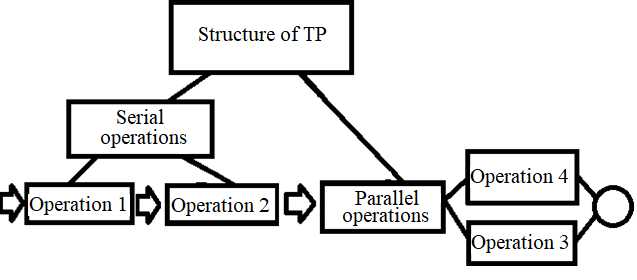 Structure of TP
Serial
operations
Operation 1
Operation 2
Parallel
operations
Operation 4
Operation 3